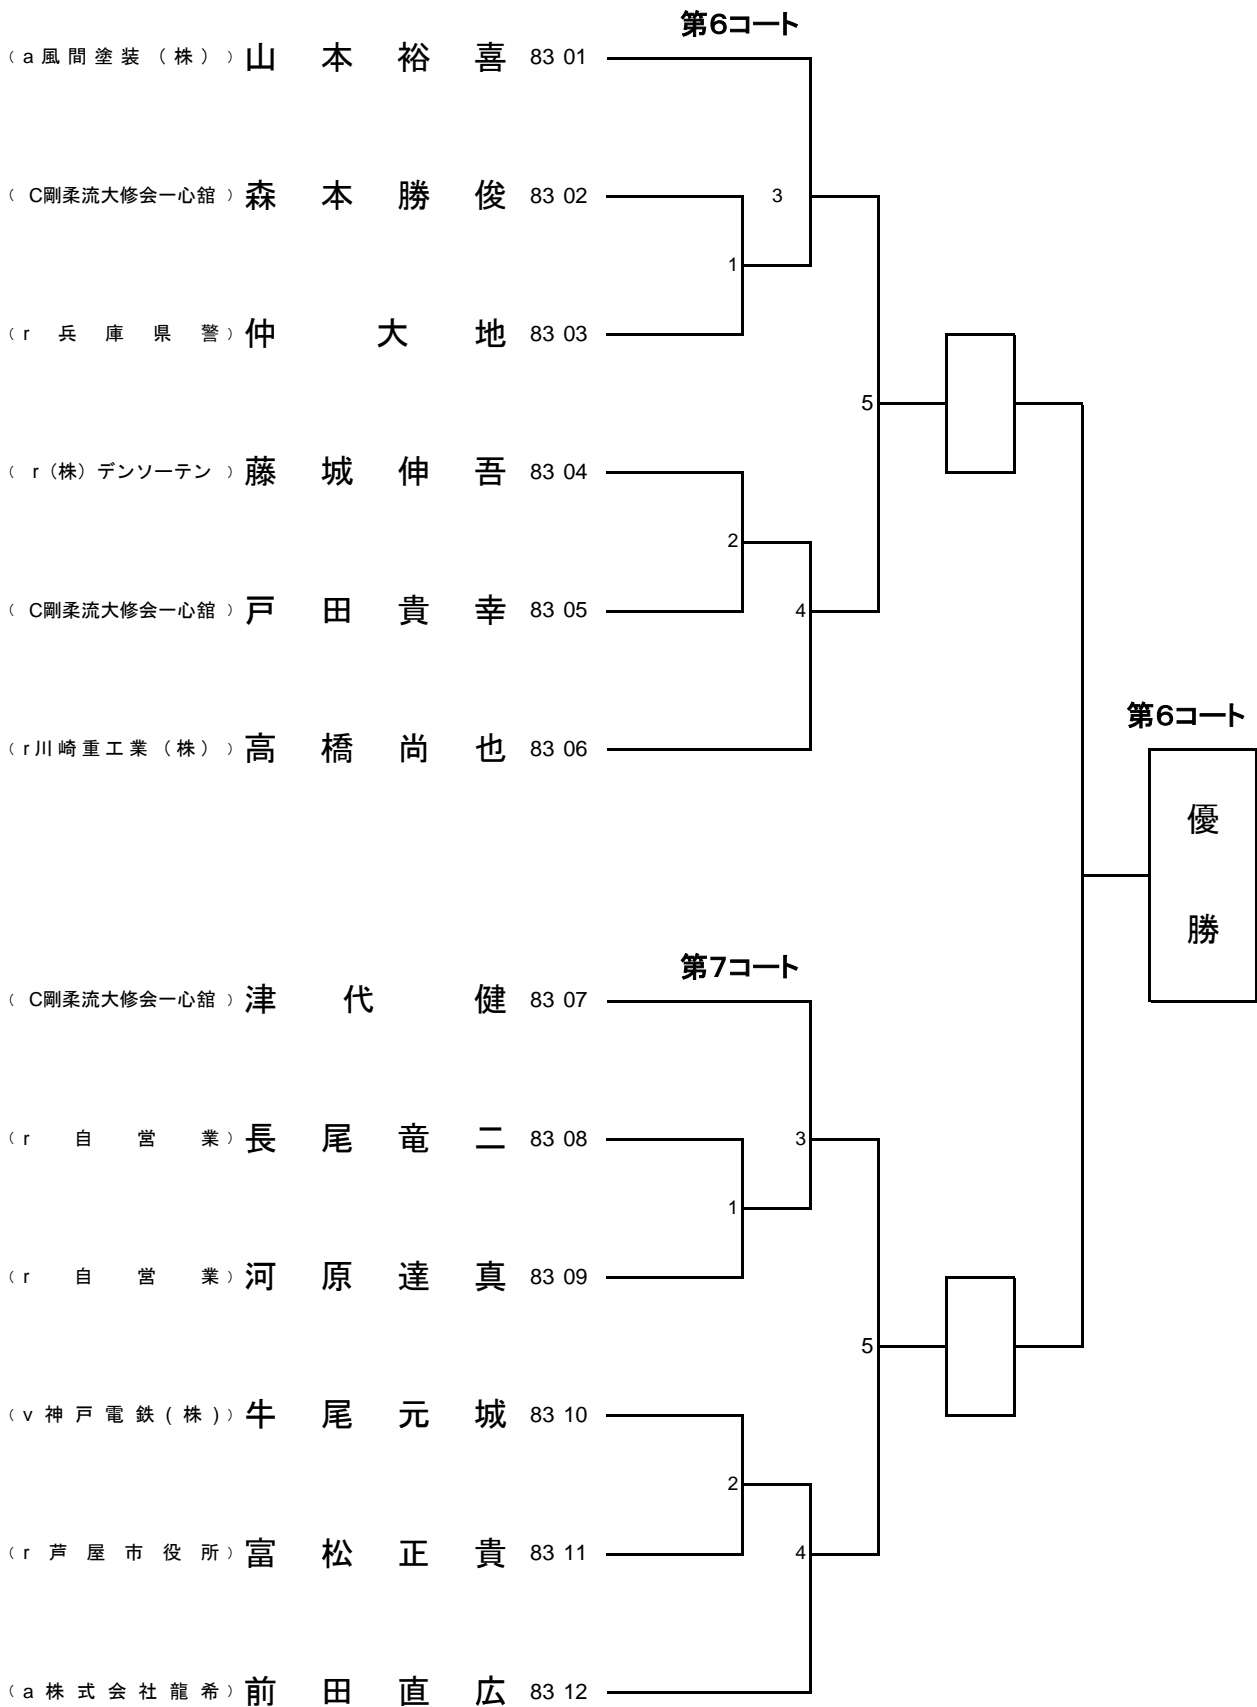 第6コート
（a風間塗装（株））山本裕喜 83 01
3
（C剛柔流大修会一心舘）森本勝俊 83 02
1
（r兵庫県警）仲大地 83 03
5
（r（株）デンソーテン）藤城伸吾 83 04
2
（C剛柔流大修会一心舘）戸田貴幸 83 05
4
（r川崎重工業（株））高橋尚也 83 06
第6コート
優
勝
第7コート
（C剛柔流大修会一心舘）津代健 83 07
（r自営業）長尾竜二 83 08
3
1
（r自営業）河原達真 83 09
5
（v神戸電鉄(株)）牛尾元城 83 10
2
（r芦屋市役所）富松正貴 83 11
4
（a株式会社龍希）前田直広 83 12